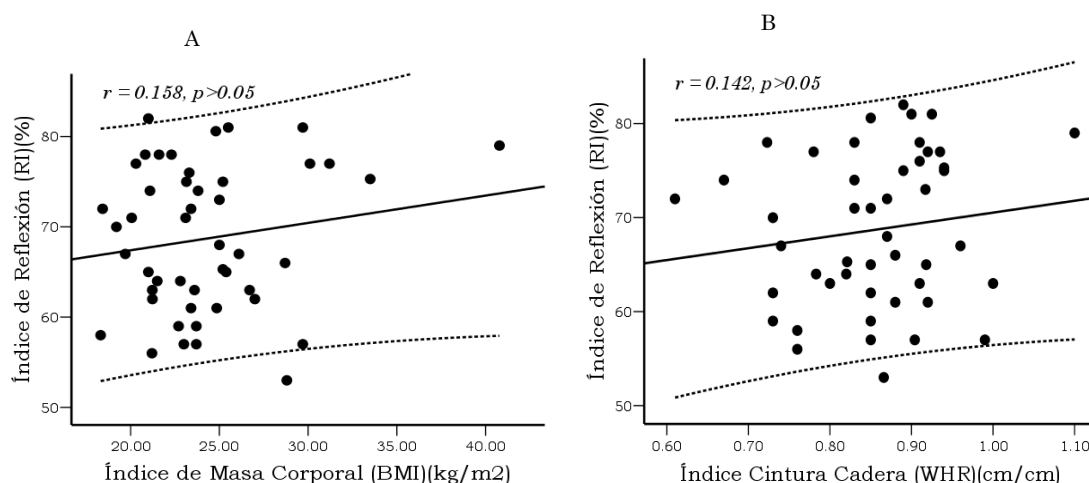 A
r = 0.158, p>0.05
Índice de Reflexión (RI)(%)
80
70
60
50
20.00 25.00 30.00 35.00 40.00
Índice de Masa Corporal (BMI)(kg/m2)
B
r = 0.142, p>0.05
Índice de Reflexión (RI)(%)
80
70
60
50
0.60 0.70 0.80 0.90 1.00 1.10
Índice Cintura Cadera (WHR)(cm/cm)